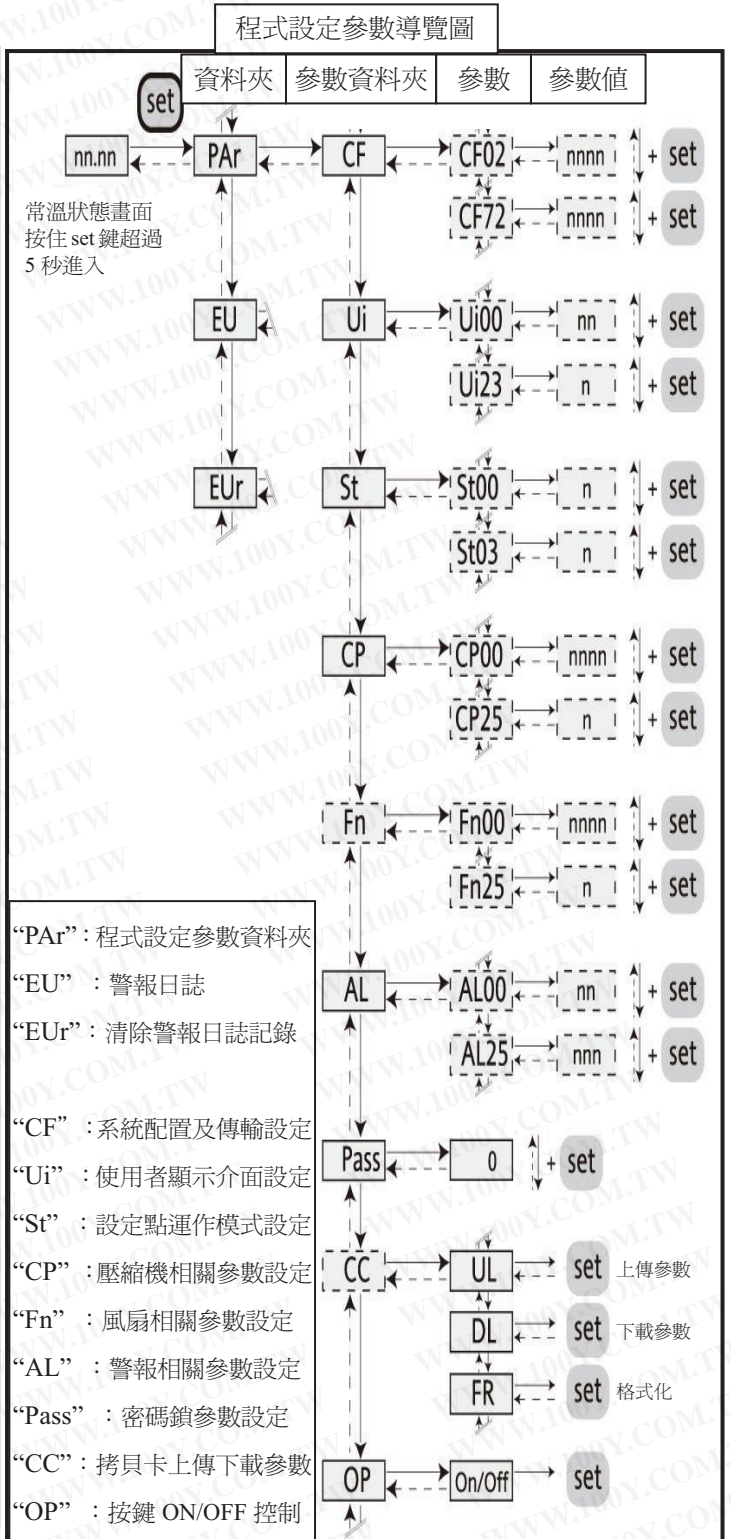 程式設定參數導覽圖
資料夾 參數資料夾 參數 參數值
set
nn.nn PAr CF CF02 nnnn + set
CF72 nnnn + set
常溫狀態畫面
按住 set 鍵超過
5 秒進入
EU Ui Ui00 nn + set
Ui23 n + set
EUr St St00 n + set
St03 n + set
CP CP00 nnnn + set
CP25 n + set
Fn Fn00 nnnn + set
Fn25 n + set
AL AL00 nn + set
AL25 nnn + set
Pass 0 + set
CC UL set 上傳參數
DL set 下載參數
FR set 格式化
OP On/Off set
“PAr”：程式設定參數資料夾
“EU” ：警報日誌
“EUr”：清除警報日誌記錄
“CF” ：系統配置及傳輸設定
“Ui” ：使用者顯示介面設定
“St” ：設定點運作模式設定
“CP”：壓縮機相關參數設定
“Fn” ：風扇相關參數設定
“AL” ：警報相關參數設定
“Pass” ：密碼鎖參數設定
“CC”：拷貝卡上傳下載參數
“OP” ：按鍵 ON/OFF 控制
WWW.100Y.COM.TW